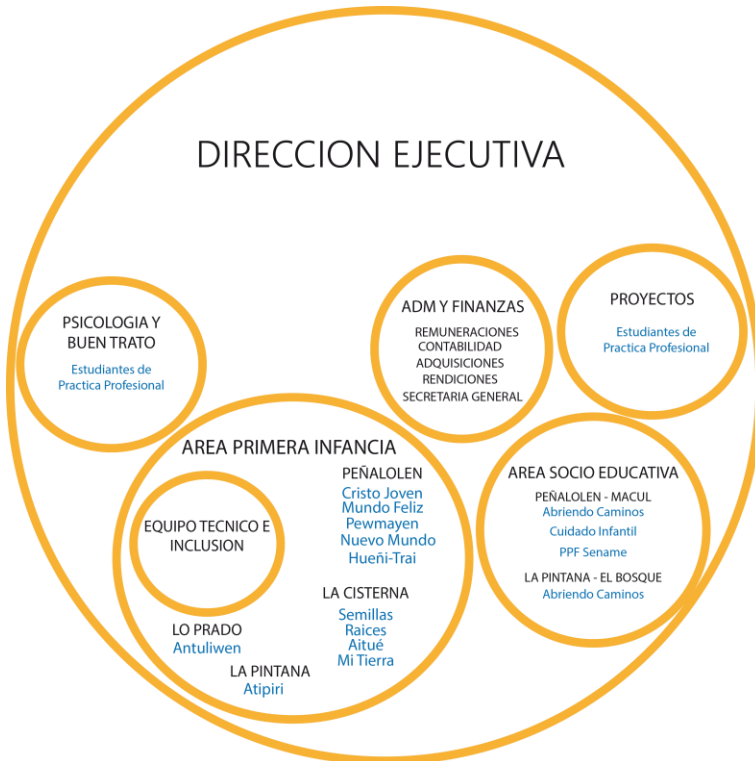 DIRECCION EJECUTIVA
PSICOLOGIA Y
BUEN TRATO
Estudiantes de
Practica Profesional
ADM Y FINANZAS
REMUNERACIONES
CONTABILIDAD
ADQUISICIONES
RENDICIONES
SECRETARIA GENERAL
PROYECTOS
Estudiantes de
Practica Profesional
AREA PRIMERA INFANCIA
EQUIPO TECNICO E
INCLUSION
PEÑALOLEN
Cristo Joven
Mundo Feliz
Pewmayen
Nuevo Mundo
Hueñi-Trai
LA CISTERNA
Semillas
Raices
Aitué
Mi Tierra
LO PRADO
Antuliwen
LA PINTANA
Atipiri
AREA SOCIO EDUCATIVA
PEÑALOLEN - MACUL
Abriendo Caminos
Cuidado Infantil
PPF Sename
LA PINTANA - EL BOSQUE
Abriendo Caminos